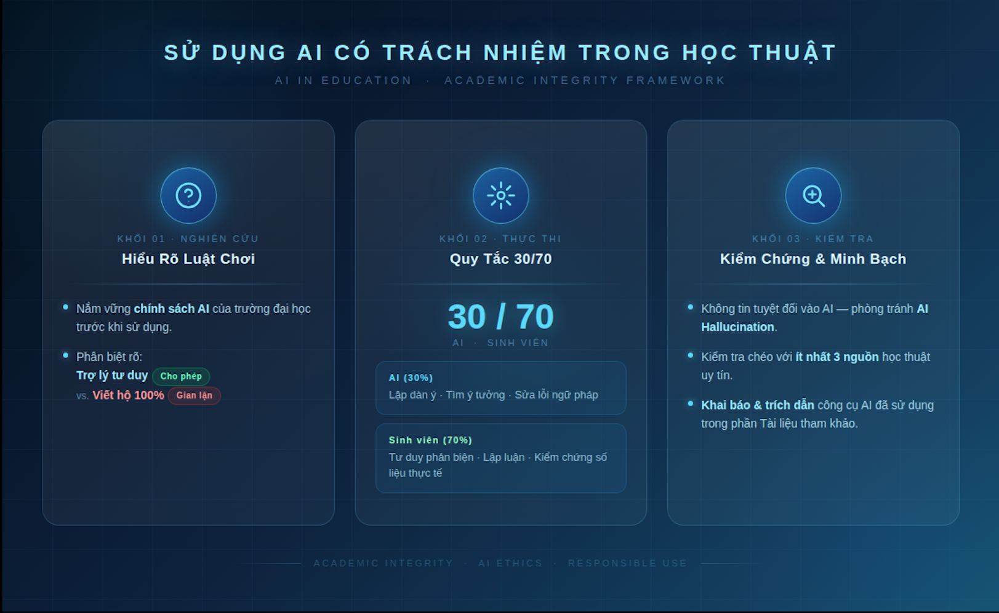 SỬ DỤNG AI CÓ TRÁCH NHIỆM TRONG HỌC THUẬT
AI IN EDUCATION · ACADEMIC INTEGRITY FRAMEWORK
KHỐI 01 · NGHIÊN CỨU
Hiểu Rõ Luật Chơi
Nắm vững chính sách AI của trường đại học
trước khi sử dụng.
Phân biệt rõ:
Trợ lý tư duy Cho phép
vs. Viết hộ 100% Gian lận
KHỐI 02 · THỰC THI
Quy Tắc 30/70
30 / 70
AI · SINH VIÊN
AI (30%)
Lập dàn ý · Tìm ý tưởng · Sửa lỗi ngữ pháp
Sinh viên (70%)
Tư duy phản biện · Lập luận · Kiểm chứng số
liệu thực tế
KHỐI 03 · KIỂM TRA
Kiểm Chứng & Minh Bạch
Không tin tuyệt đối vào AI — phòng tránh AI
Hallucination.
Kiểm tra chéo với ít nhất 3 nguồn học thuật
uy tín.
Khai báo & trích dẫn công cụ AI đã sử dụng
trong phần Tài liệu tham khảo.
ACADEMIC INTEGRITY · AI ETHICS · RESPONSIBLE USE